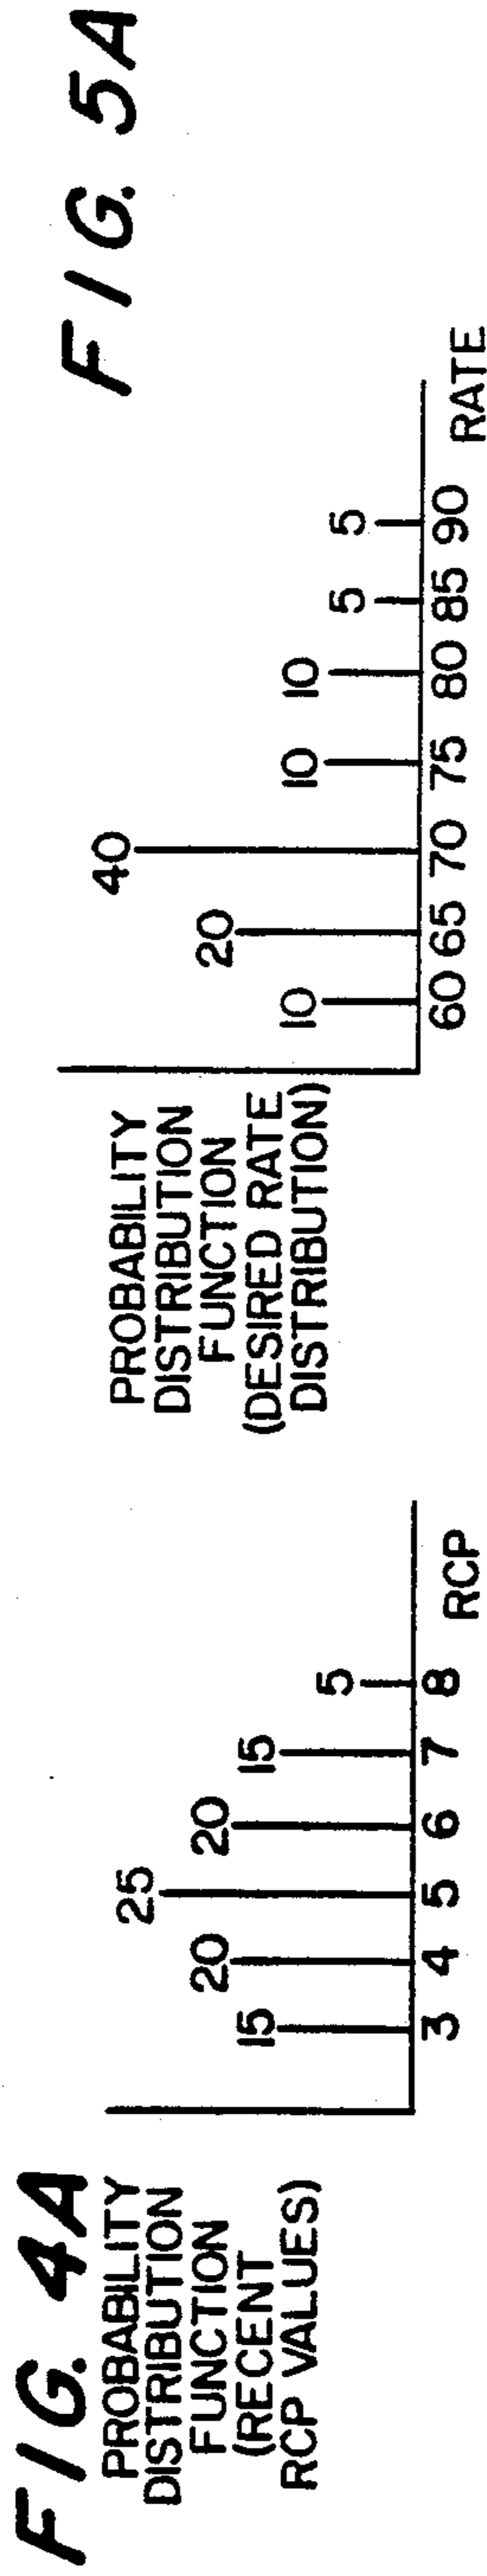 FIG. 4A
PROBABILITY
DISTRIBUTION
FUNCTION
(RECENT
RCP VALUES)
15
20
25
20
15
5
3 4 5 6 7 8
RCP
FIG. 5A
PROBABILITY
DISTRIBUTION
FUNCTION
(DESIRED RATE
DISTRIBUTION)
10
20
40
10
10
5
5
60 65 70 75 80 85 90
RATE